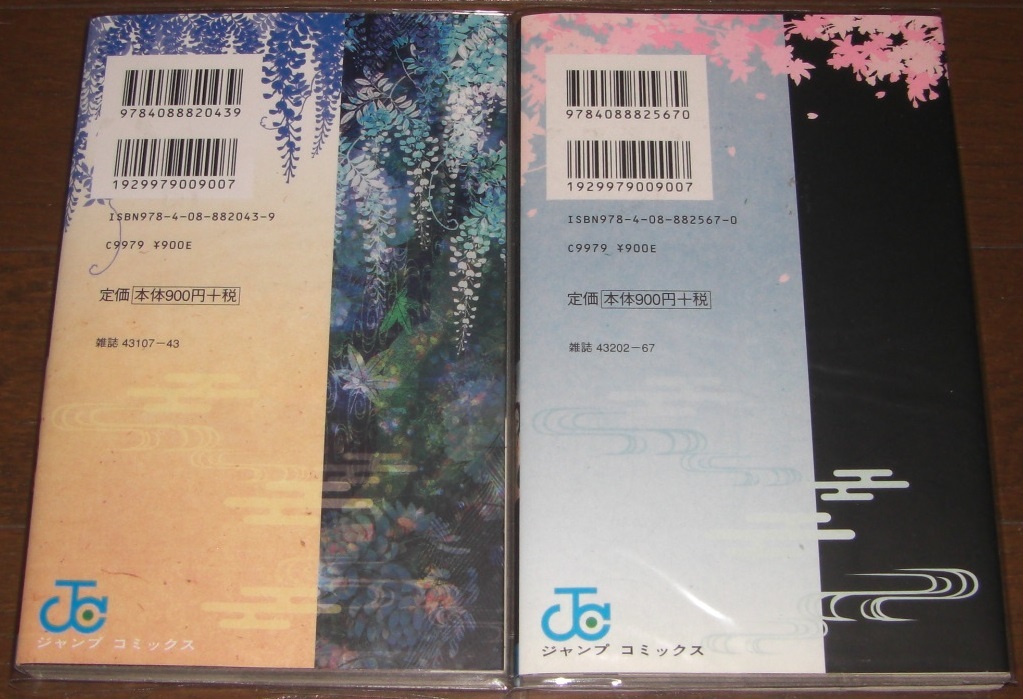 9784088820439
1929979009007
ISBN978-4-08-882043-9
C9979 ¥900E
定価 本体900円+税
雑誌 43107-43
ジャンプ コミックス
9784088825670
1929979009007
ISBN978-4-08-882567-0
C9979 ¥900E
定価 本体900円+税
雑誌 43202-67
ジャンプ コミックス